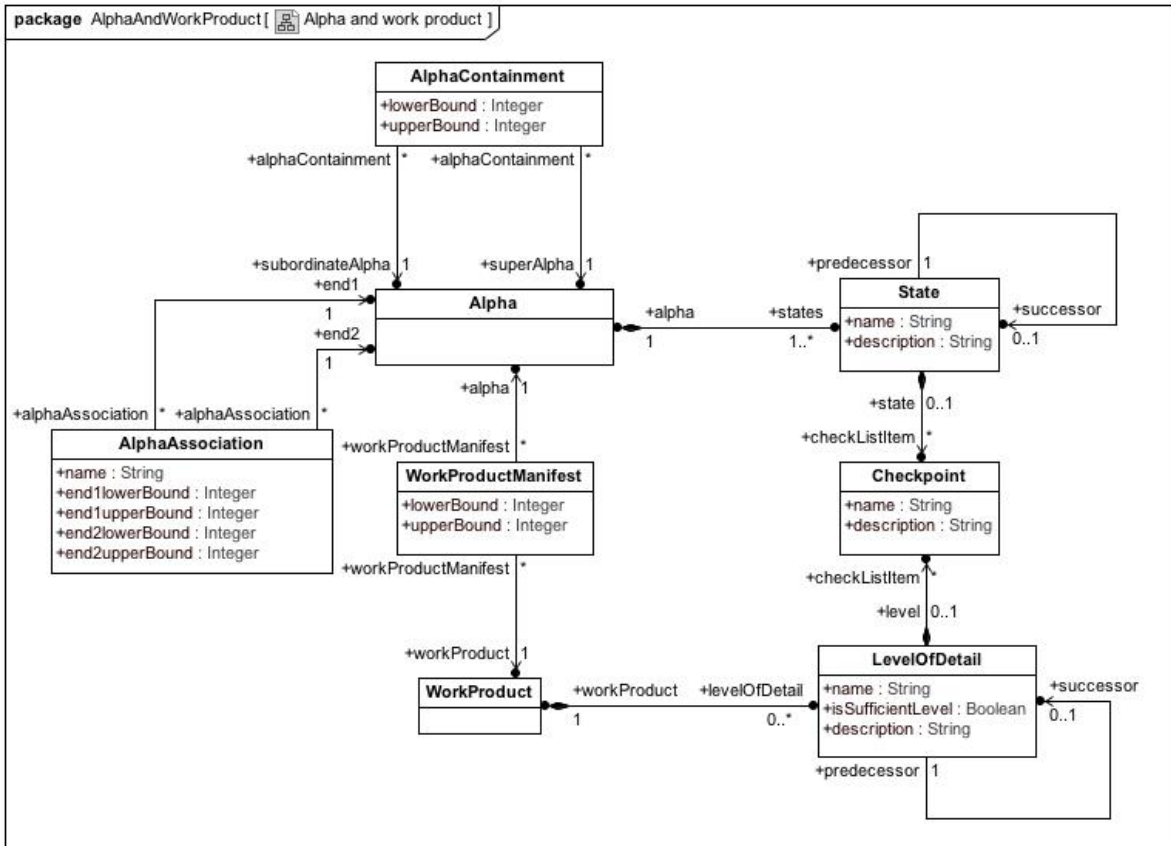 package AlphaAndWorkProduct[ Alpha and work product ]
AlphaContainment
+lowerBound : Integer
+upperBound : Integer
+alphaContainment * +alphaContainment *
+subordinateAlpha 1 +superAlpha 1
+end1
1
+end2
1
Alpha
+alpha +states
1 1..*
+predecessor 1
State
+name : String
+description : String
+successor
0..1
+state 0..1
+checkListItem *
+alpha 1
+alphaAssociation * +alphaAssociation *
AlphaAssociation
+name : String
+end1lowerBound : Integer
+end1upperBound : Integer
+end2lowerBound : Integer
+end2upperBound : Integer
+workProductManifest *
WorkProductManifest
+lowerBound : Integer
+upperBound : Integer
+workProductManifest *
Checkpoint
+name : String
+description : String
+checkListItem *
+level 0..1
+workProduct 1
WorkProduct
+workProduct +levelOfDetail
1 0..*
LevelOfDetail
+name : String
+isSufficientLevel : Boolean
+description : String
+successor
0..1
+predecessor 1